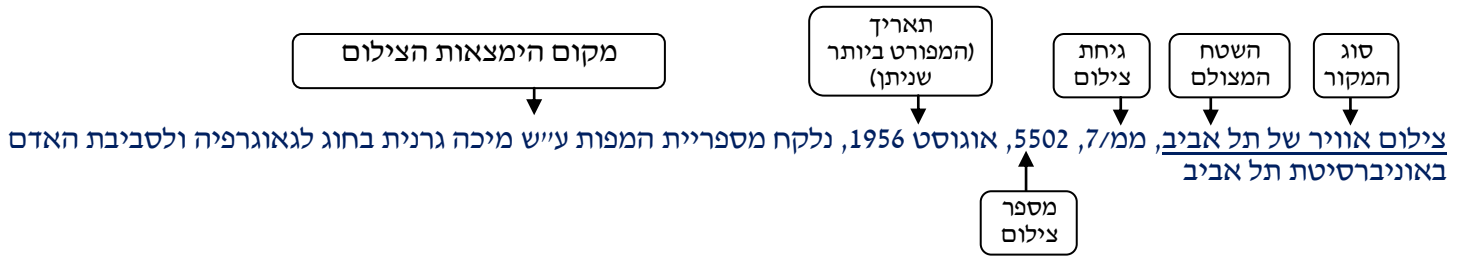 סוג
המקור
השטח
המצולם
גיחת
צילום
תאריך
(המפורט ביותר
שניתן)
מקום הימצאות הצילום
צילום אוויר של תל אביב, ממ/7, 5502, אוגוסט 1956, נלקח מספריית המפות ע״ש מיכה גרנית בחוג לגאוגרפיה ולסביבת האדם
באוניברסיטת תל אביב
מספר
צילום